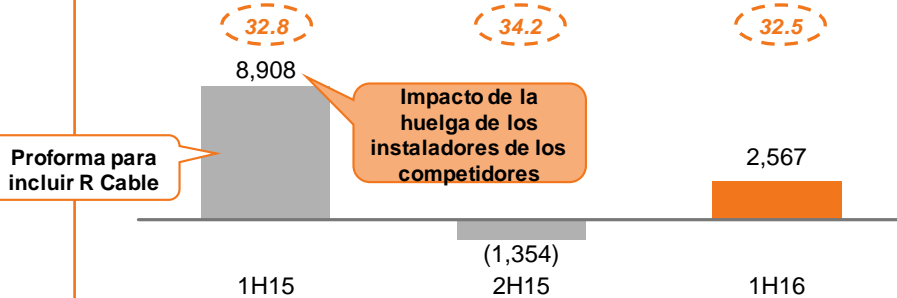 32.8
34.2
32.5
8,908
Impacto de la
huelga de los
instaladores de los
competidores
Proforma para
incluir R Cable
2,567
(1,354)
1H15
2H15
1H16